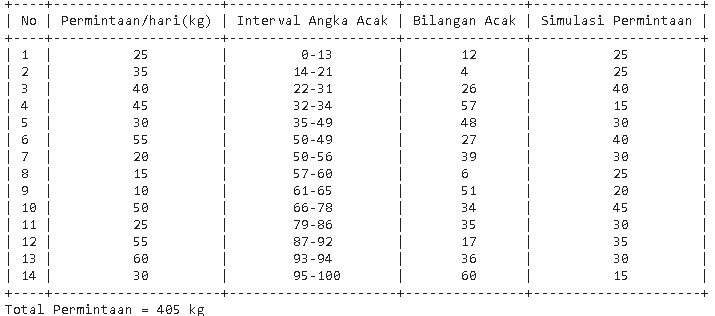 No | Permintaan/hari(kg) | Interval Angka Acak | Bilangan Acak | Simulasi Permintaan
1 | 25 | 0-13 | 12 | 25
2 | 35 | 14-21 | 4 | 25
3 | 40 | 22-31 | 26 | 40
4 | 45 | 32-34 | 57 | 15
5 | 30 | 35-49 | 48 | 30
6 | 55 | 50-49 | 27 | 40
7 | 20 | 50-56 | 39 | 30
8 | 15 | 57-60 | 6 | 25
9 | 10 | 61-65 | 51 | 20
10 | 50 | 66-78 | 34 | 45
11 | 25 | 79-86 | 35 | 30
12 | 55 | 87-92 | 17 | 35
13 | 60 | 93-94 | 36 | 30
14 | 30 | 95-100 | 60 | 15
Total Permintaan = 405 kg